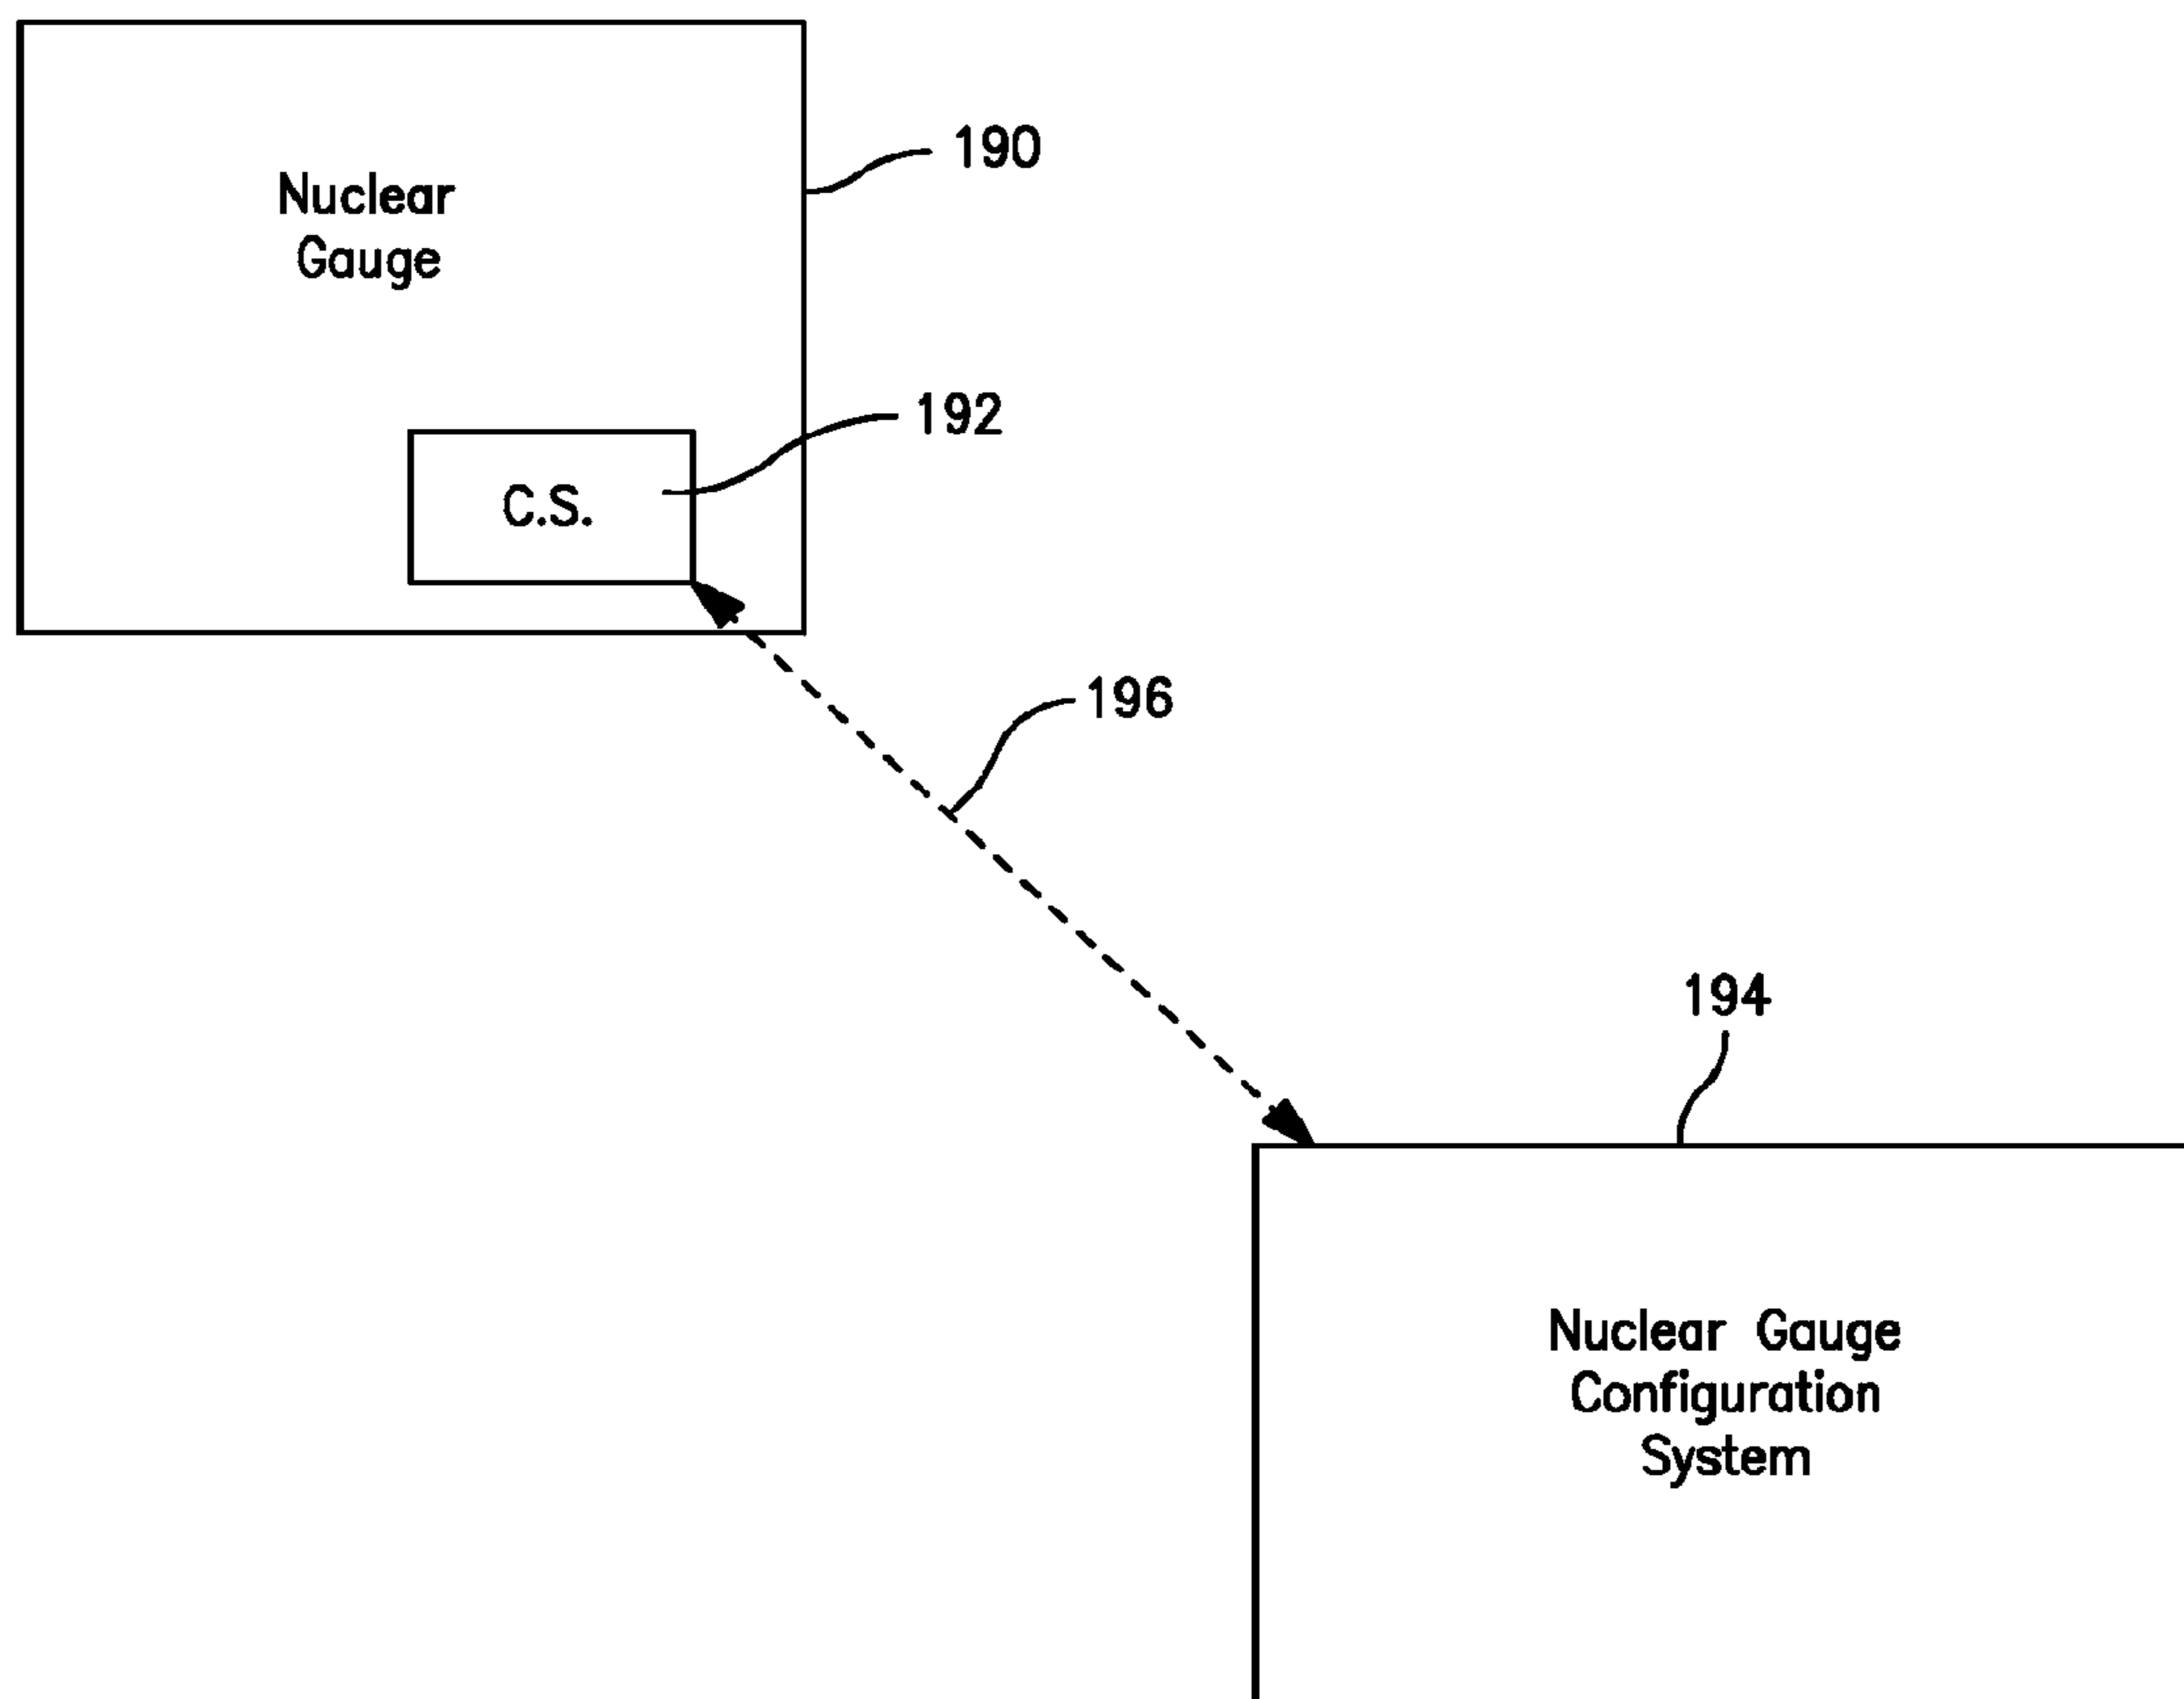 190
Nuclear
Gauge
192
C.S.
196
194
Nuclear Gauge
Configuration
System